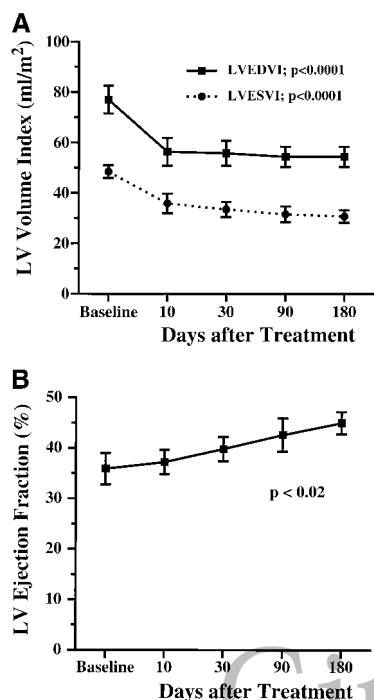 A
LV Volume Index (ml/m²)
100
80
60
40
20
0
LVEDVI; p<0.0001
LVESVI; p<0.0001
Baseline 10 30 90 180
Days after Treatment
B
LV Ejection Fraction (%)
50
40
30
20
10
0
p < 0.02
Baseline 10 30 90 180
Days after Treatment